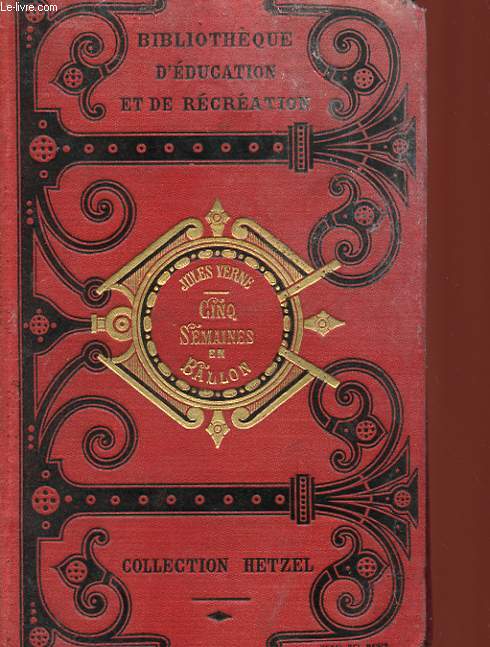 Le-livre.com
BIBLIOTHÈQUE
D'ÉDUCATION
ET DE RÉCRÉATION
JULES VERNE
CINQ
SEMAINES
EN
BALLON
COLLECTION HETZEL